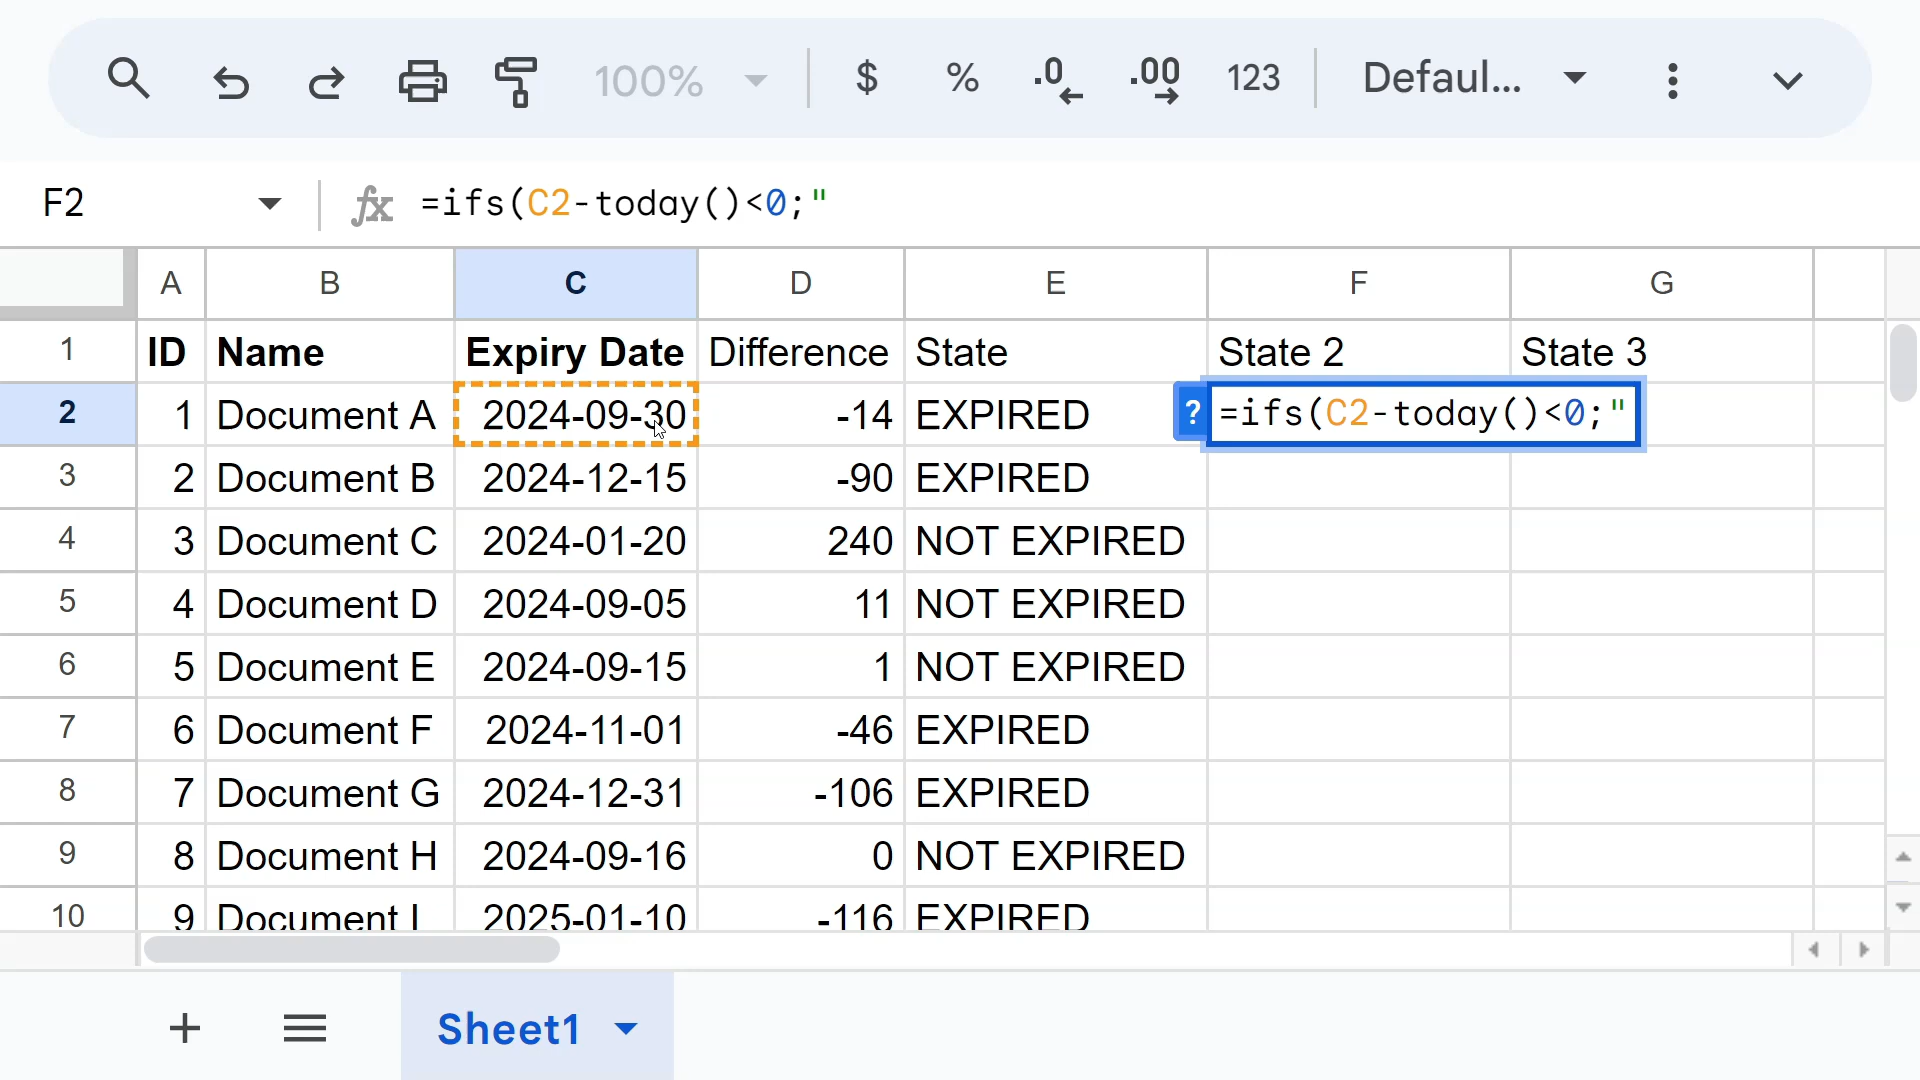 100% $ % .0 .00 123 Defaul...
F2 fx =ifs(C2-today()<0;"
A B C D E F G
1 ID Name Expiry Date Difference State State 2 State 3
2 1 Document A 2024-09-30 -14 EXPIRED ? =ifs(C2-today()<0;"
3 2 Document B 2024-12-15 -90 EXPIRED
4 3 Document C 2024-01-20 240 NOT EXPIRED
5 4 Document D 2024-09-05 11 NOT EXPIRED
6 5 Document E 2024-09-15 1 NOT EXPIRED
7 6 Document F 2024-11-01 -46 EXPIRED
8 7 Document G 2024-12-31 -106 EXPIRED
9 8 Document H 2024-09-16 0 NOT EXPIRED
10 9 Document I 2025-01-10 -116 EXPIRED
Sheet1